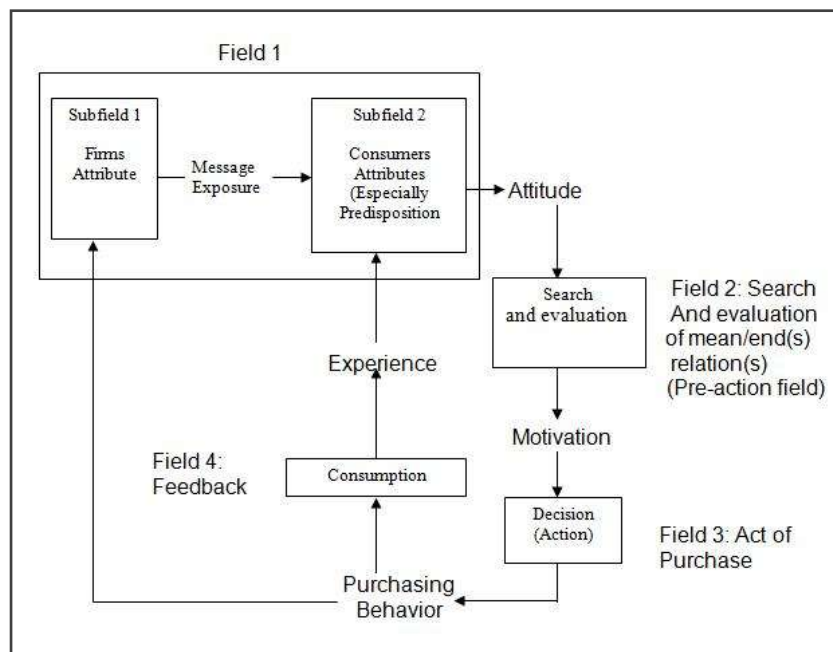 Field 1
Subfield 1
Firms
Attribute
Message
Exposure
Subfield 2
Consumers
Attributes
(Especially
Predisposition
Attitude
Search
and evaluation
Field 2: Search
And evaluation
of mean/end(s)
relation(s)
(Pre-action field)
Motivation
Decision
(Action)
Field 3: Act of
Purchase
Purchasing
Behavior
Field 4:
Feedback
Consumption
Experience